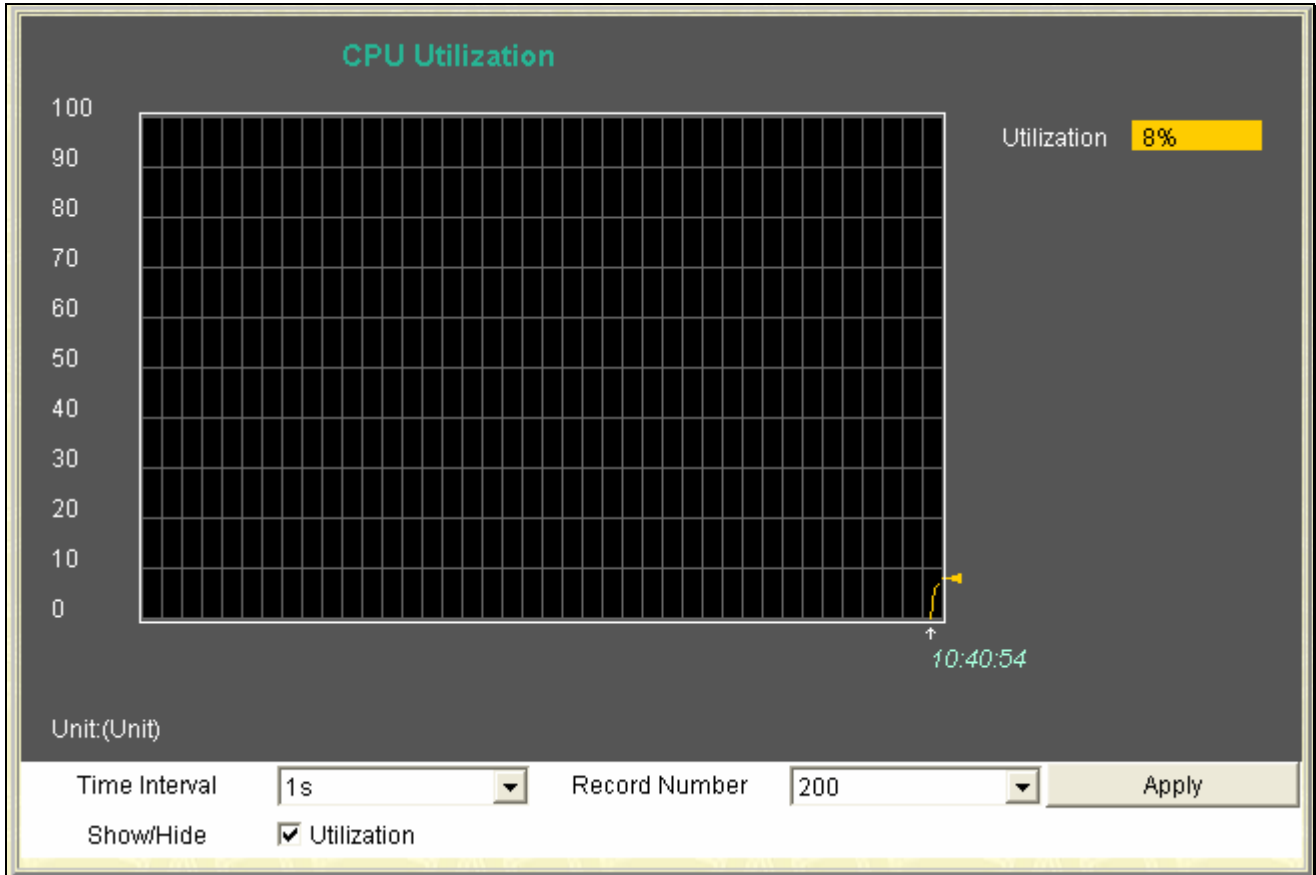 CPU Utilization
100
90
80
70
60
50
40
30
20
10
0
Utilization 8%
10:40:54
Unit:(Unit)
Time Interval 1s Record Number 200 Apply
Show/Hide Utilization